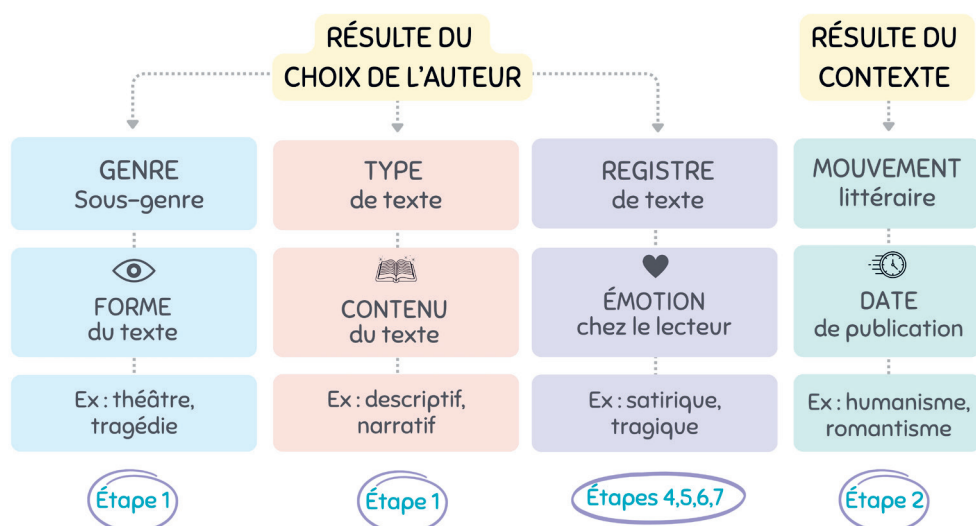 RÉSULTE DU
CHOIX DE L'AUTEUR
RÉSULTE DU
CONTEXTE
GENRE
Sous-genre
TYPE
de texte
REGISTRE
de texte
MOUVEMENT
littéraire
FORME
du texte
CONTENU
du texte
ÉMOTION
chez le lecteur
DATE
de publication
Ex : théâtre,
tragédie
Ex : descriptif,
narratif
Ex : satirique,
tragique
Ex : humanisme,
romantisme
Étape 1
Étape 1
Étapes 4,5,6,7
Étape 2